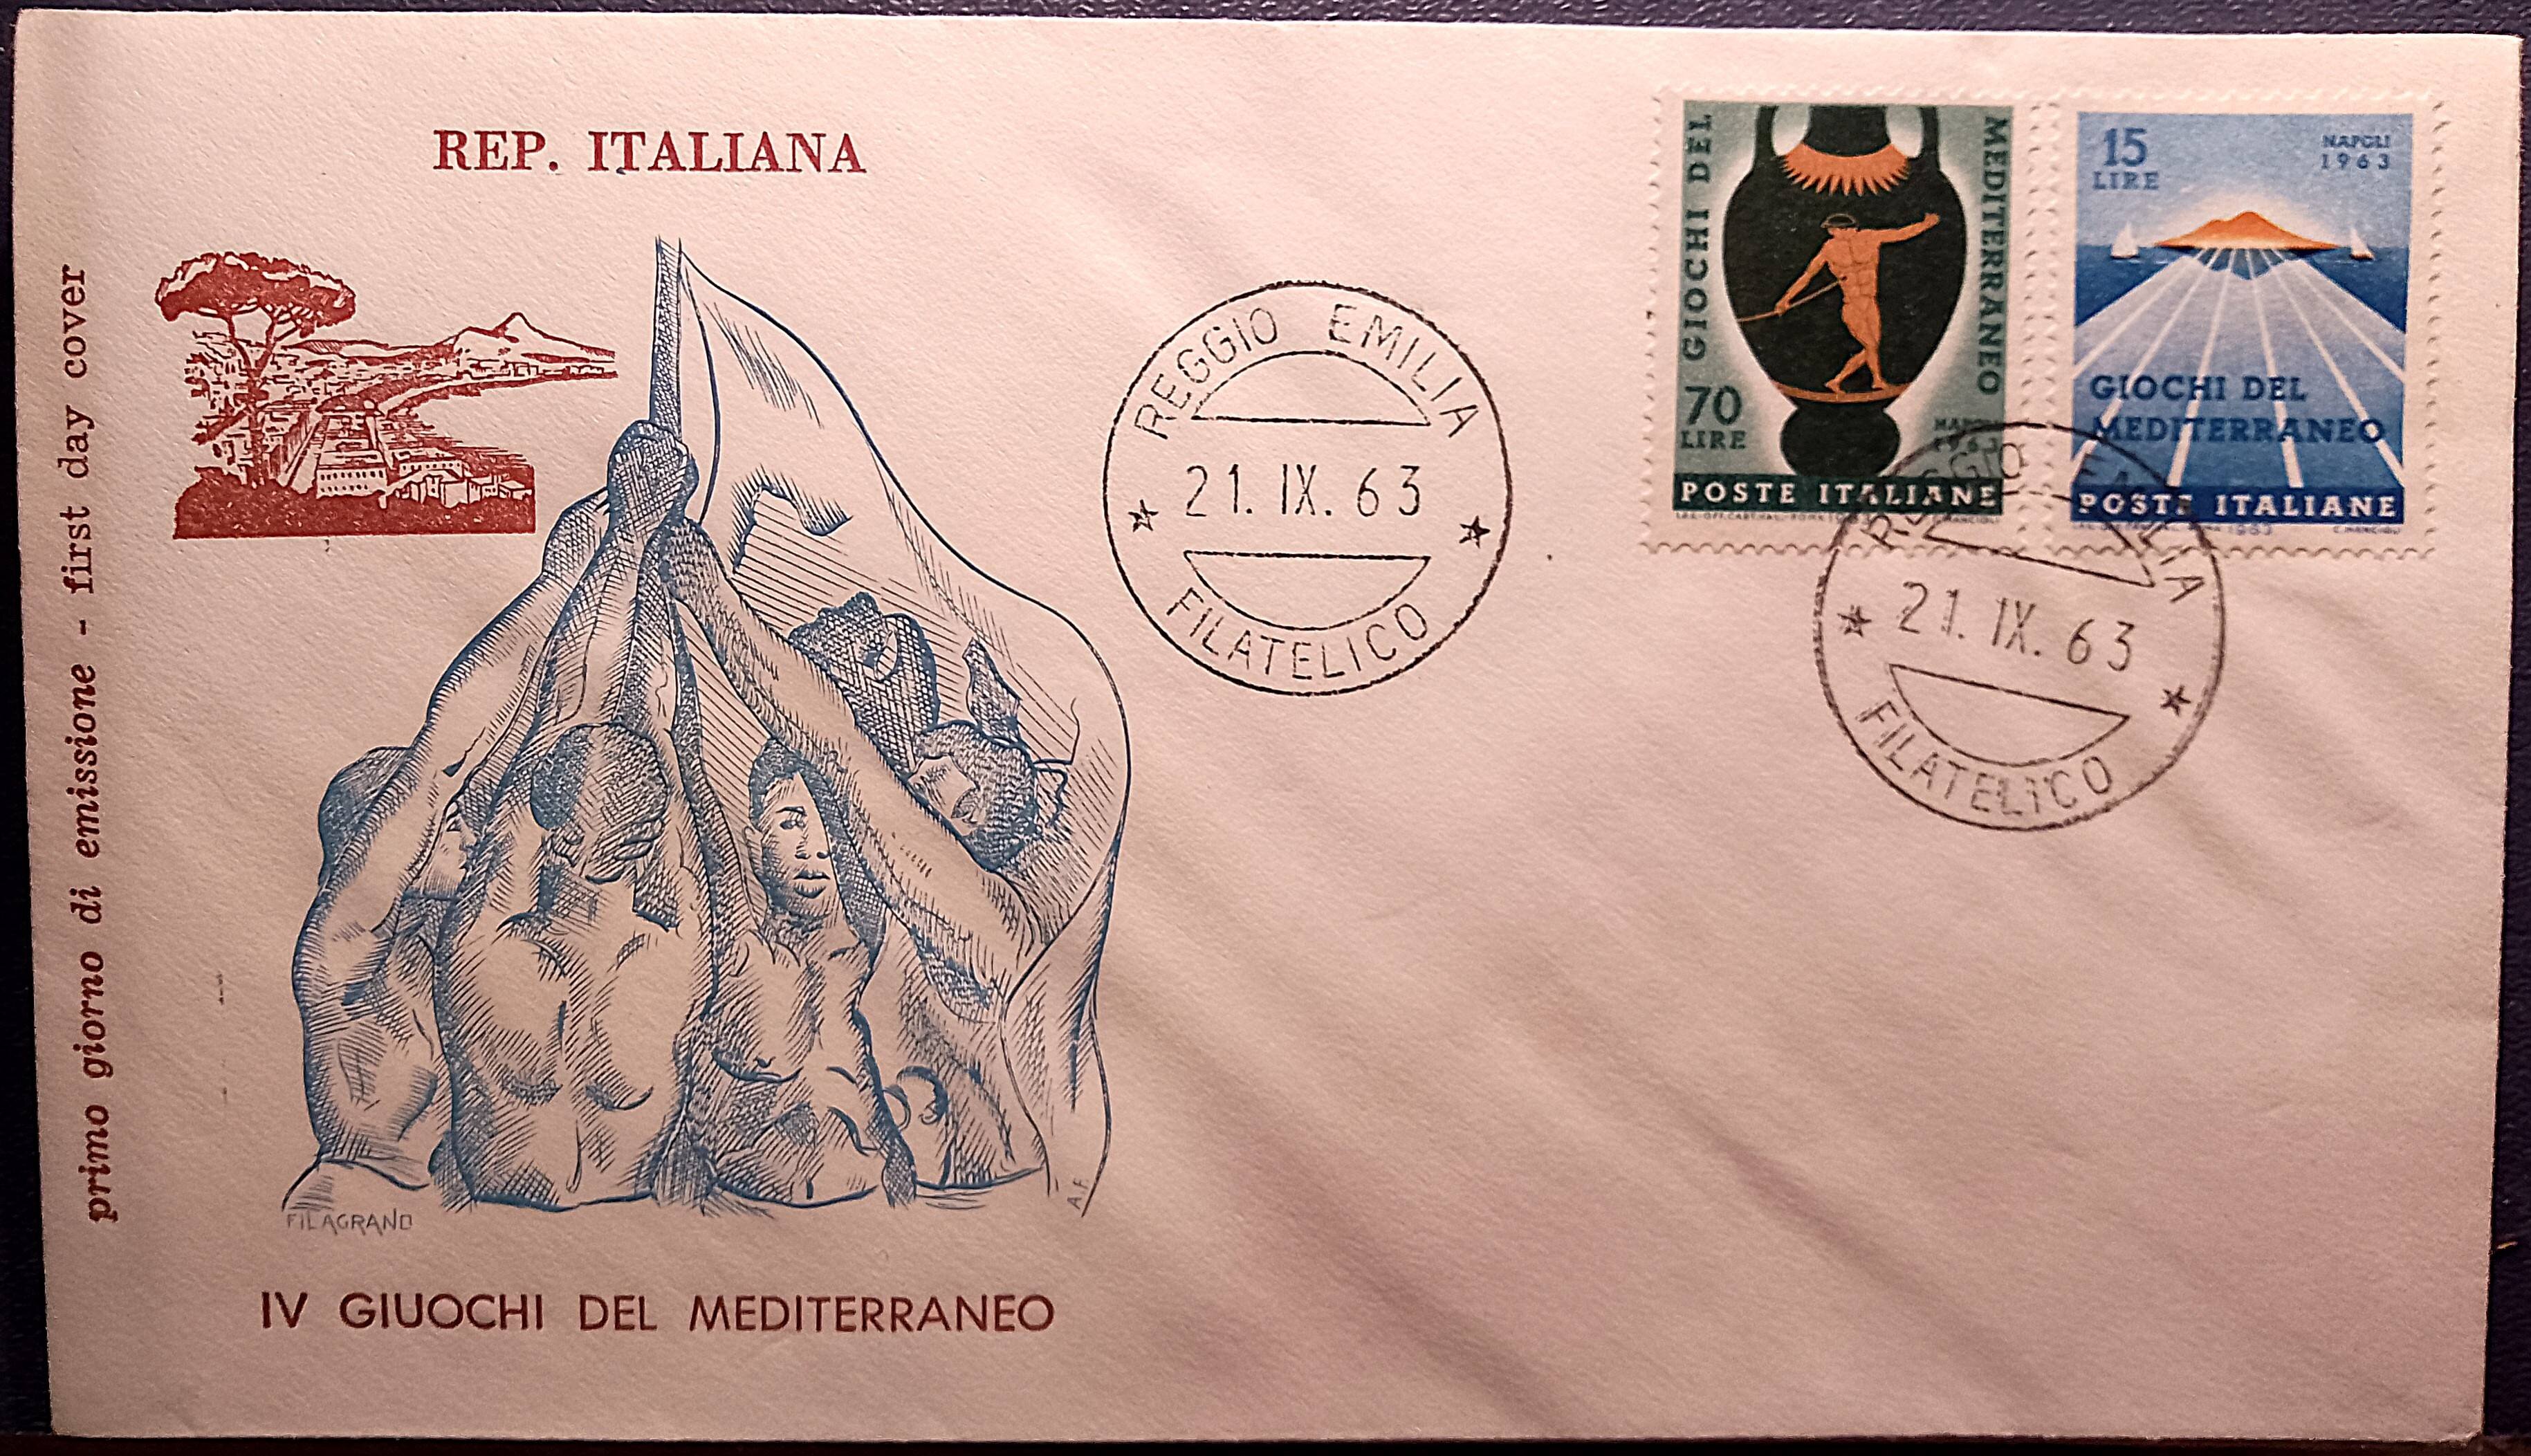 REP. ITALIANA
primo giorno di emissione - first day cover
FILAGRANO
A.F.
IV GIUOCHI DEL MEDITERRANEO
REGGIO EMILIA
21. IX. 63
FILATELICO
GIOCHI DEL
MEDITERRANEO
70
LIRE
NAPOLI
1963
POSTE ITALIANE
15
LIRE
NAPOLI
1963
GIOCHI DEL
MEDITERRANEO
POSTE ITALIANE
1963
C. MANCIOLI
REGGIO EMILIA
21. IX. 63
FILATELICO